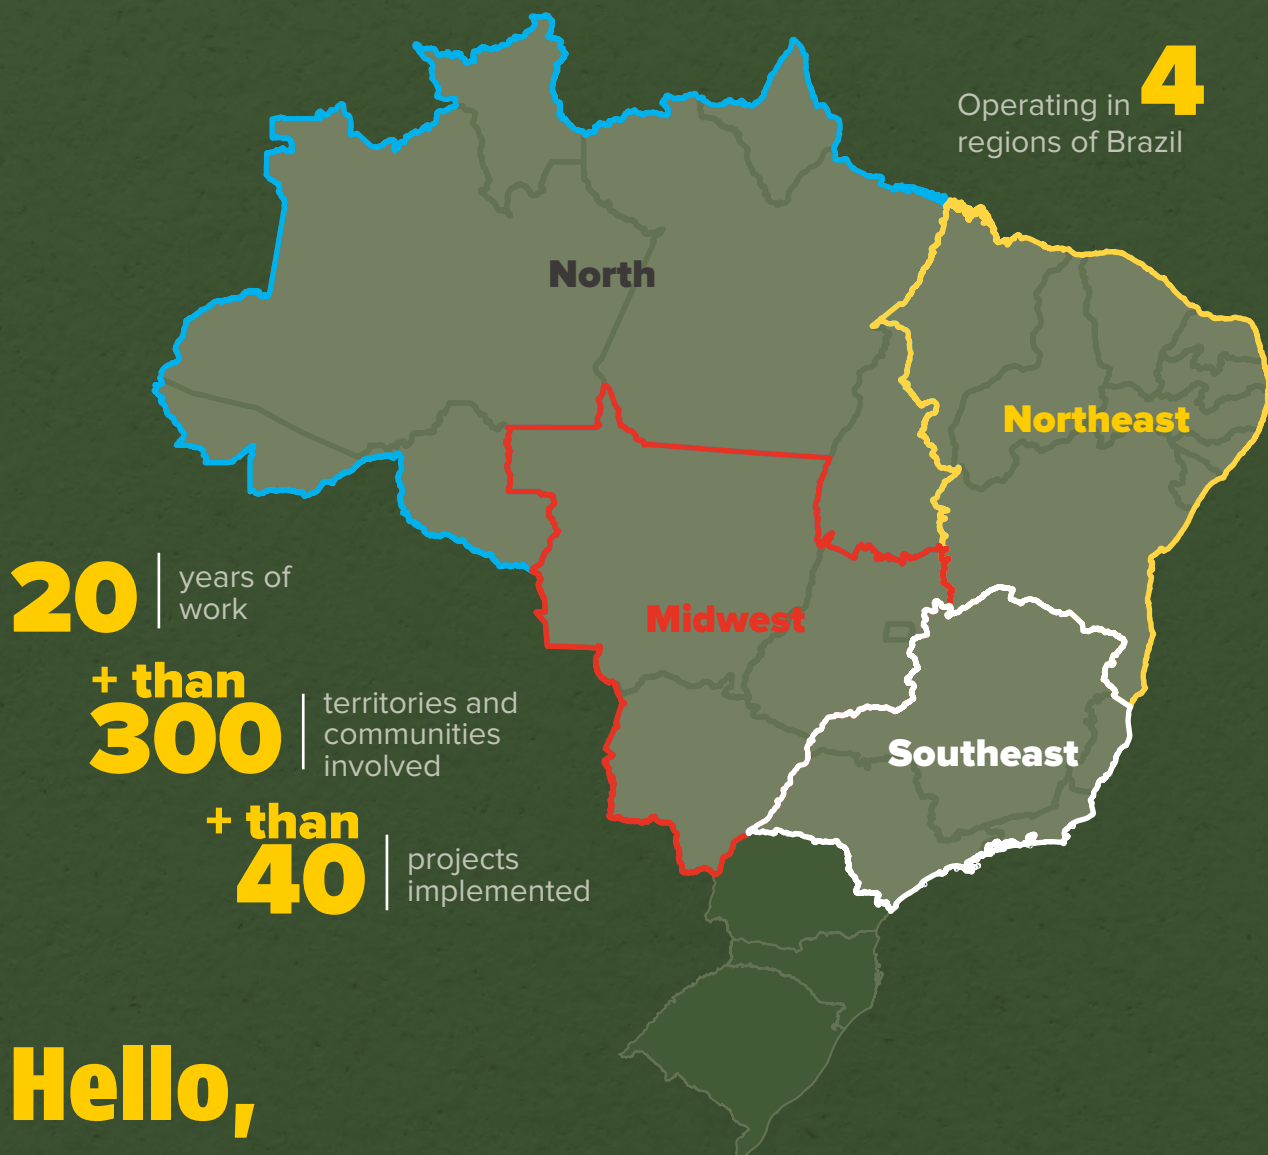 Operating in 4
regions of Brazil
North
Northeast
Midwest
Southeast
20
years of
work
+ than
300
territories and
communities
involved
+ than
40
projects
implemented
Hello,